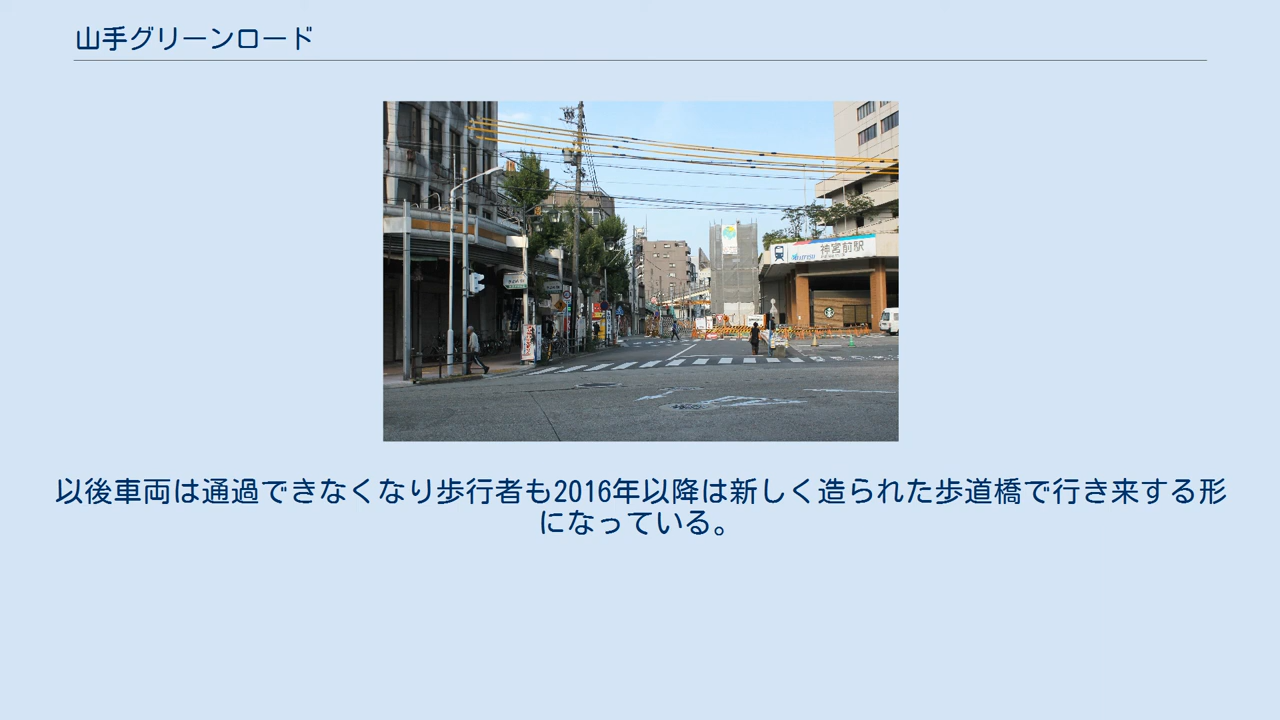 山手グリーンロード
神宮前駅
以後車両は通過できなくなり歩行者も2016年以降は新しく造られた歩道橋で行き来する形
になっている。